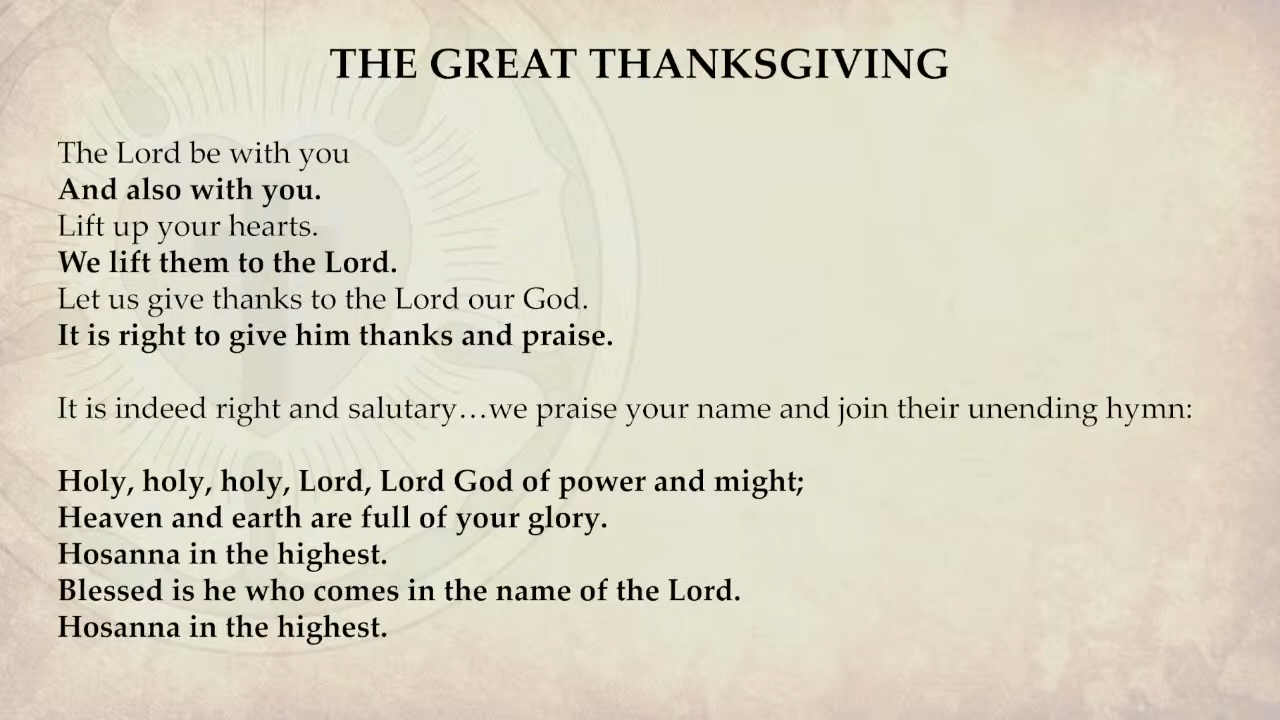 THE GREAT THANKSGIVING
The Lord be with you
And also with you.
Lift up your hearts.
We lift them to the Lord.
Let us give thanks to the Lord our God.
It is right to give him thanks and praise.
It is indeed right and salutary…we praise your name and join their unending hymn:
Holy, holy, holy, Lord, Lord God of power and might;
Heaven and earth are full of your glory.
Hosanna in the highest.
Blessed is he who comes in the name of the Lord.
Hosanna in the highest.